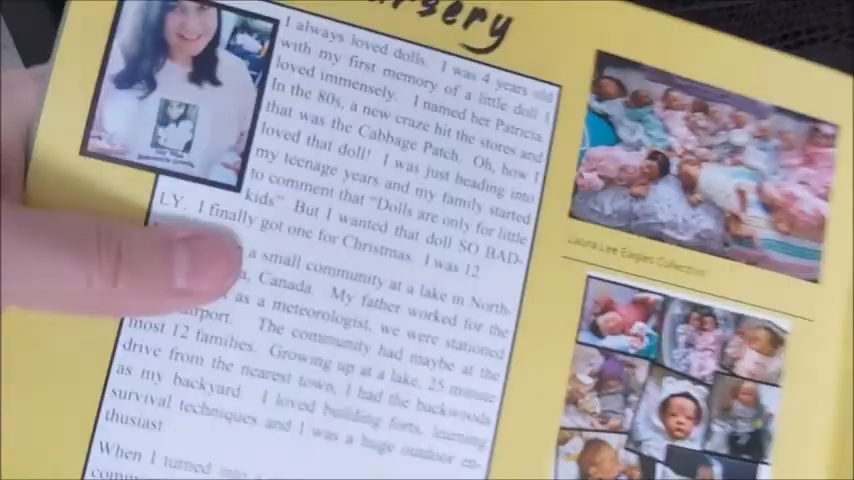 I always loved dolls. I was 4 years old
with my first memory of a little doll I
loved immensely. I named her Patricia.
In the 80s, a new craze hit the stores and
that was the Cabbage Patch. Oh, how I
loved that doll! I was just heading into
my teenage years and my family started
to comment that "Dolls are only for little
kids" But I wanted that doll SO BAD-
LY. I finally got one for Christmas. I was 12
a small community at a lake in North-
Canada. My father worked for the
as a meteorologist, we were stationed at the
airport. The community had maybe
most 12 families. Growing up at a lake, 25 minute
drive from the nearest town, I had the backwoods
as my backyard. I loved building forts, learning
survival techniques and I was a huge outdoor en-
thusiast.
When I turned into
Laura Lee Eagles Collection